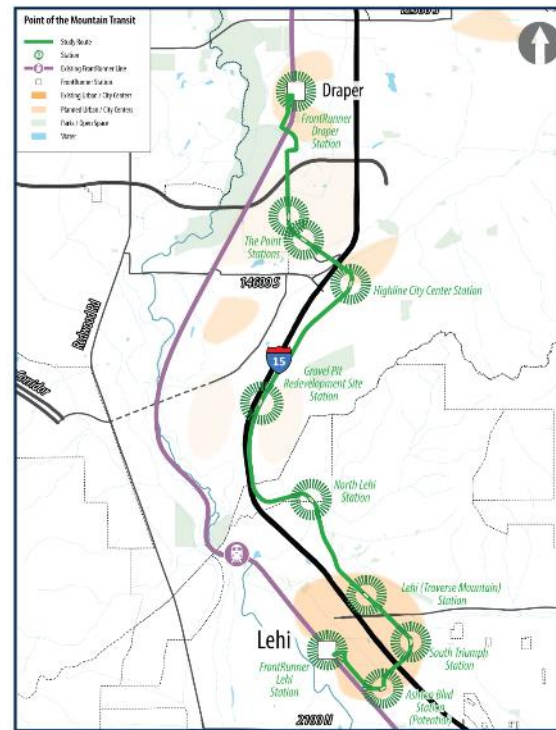 Point of the Mountain Transit
Study Route
Station
Existing FrontRunner Line
FrontRunner Station
Existing Urban / City Centers
Planned Urban / City Centers
Parks / Open Space
Water
Draper
FrontRunner
Draper
Station
The Point
Stations
14600 S
Highline City Center Station
Redwood Rd
15
Gravel Pit
Redevelopment Site
Station
Corridor
North Lehi
Station
Lehi (Traverse Mountain)
Station
Lehi
South Triumph
Station
FrontRunner
Lehi
Station
Station
(Potential)
2100 N